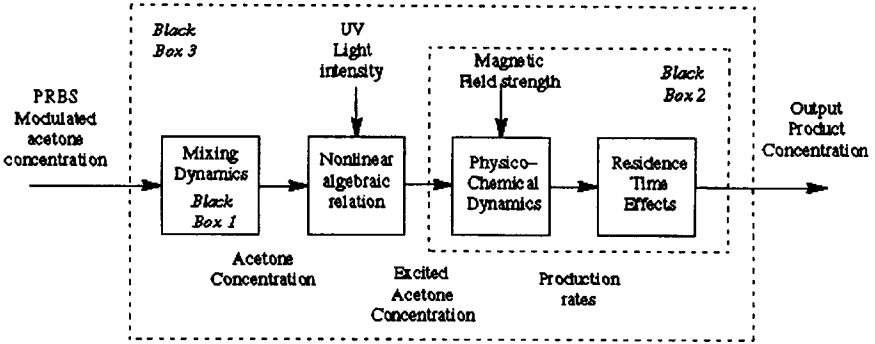 Black
Box 3
UV
Light
intensity
Magnetic
Field strength
Black
Box 2
PRBS
Modulated
acetone
concentration
Output
Product
Concentration
Mixing
Dynamics
Black
Box 1
Nonlinear
algebraic
relation
Physico-
Chemical
Dynamics
Residence
Time
Effects
Acetone
Concentration
Excited
Acetone
Concentration
Production
rates